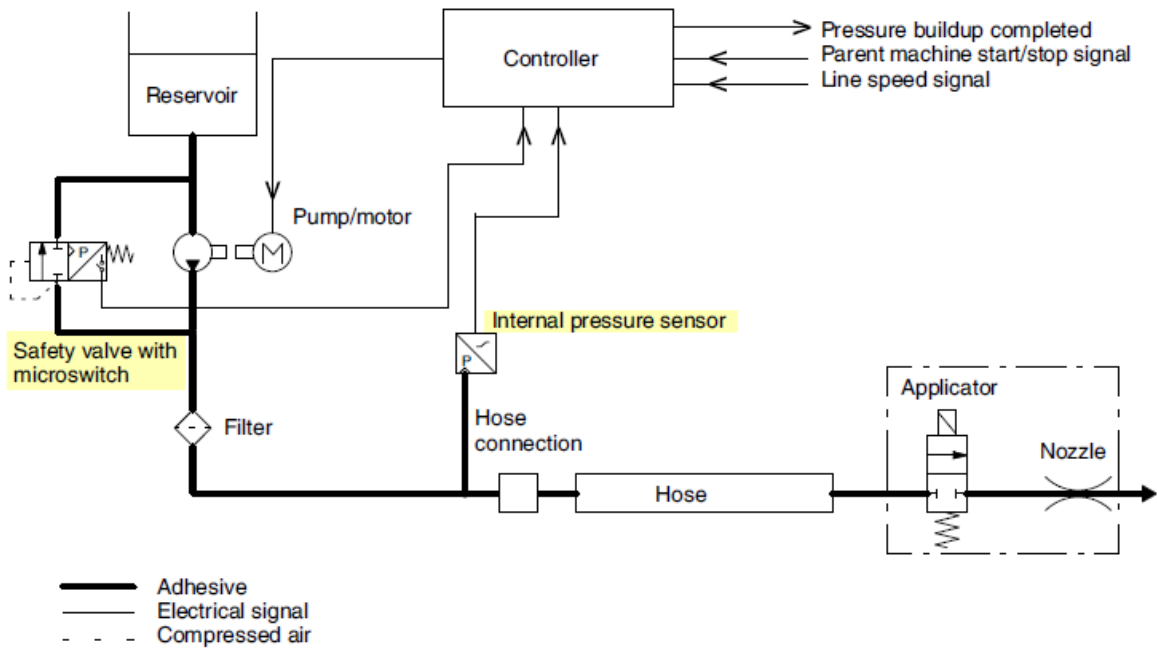 Pressure buildup completed
Controller
Parent machine start/stop signal
Line speed signal
Reservoir
Pump/motor
P
M
Internal pressure sensor
Safety valve with
microswitch
P
Applicator
Filter
Hose
connection
Nozzle
Hose
Adhesive
Electrical signal
Compressed air